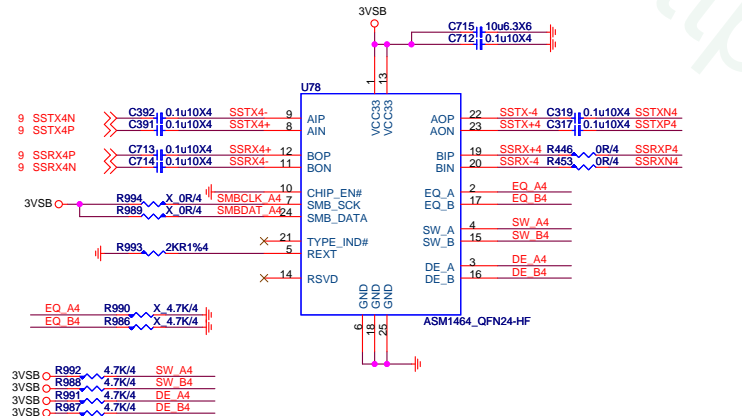 3VSB
C715 10u6.3X6
C712 0.1u10X4
U78
1
13
VCC33
VCC33
9 SSTX4N C392 0.1u10X4 SSTX4- 9 AIP AOP 22 SSTX-4 C319 0.1u10X4 SSTXN4
9 SSTX4P C391 0.1u10X4 SSTX4+ 8 AIN AON 23 SSTX+4 C317 0.1u10X4 SSTXP4
9 SSRX4P C713 0.1u10X4 SSRX4+ 12 BOP BIP 19 SSRX+4 R446 0R/4 SSRXP4
9 SSRX4N C714 0.1u10X4 SSRX4- 11 BON BIN 20 SSRX-4 R453 0R/4 SSRXN4
10 CHIP_EN# EQ_A 2 EQ_A4
3VSB R994 X_0R/4 SMBCLK_A4 7 SMB_SCK EQ_B 17 EQ_B4
R989 X_0R/4 SMBDAT_A4 24 SMB_DATA
SW_A 4 SW_A4
21 TYPE_IND# SW_B 15 SW_B4
R993 2KR1%4 5 REXT
DE_A 3 DE_A4
14 RSVD DE_B 16 DE_B4
GND
GND
GND
6
18
25
ASM1464_QFN24-HF
EQ_A4 R990 X_4.7K/4
EQ_B4 R986 X_4.7K/4
3VSB R992 4.7K/4 SW_A4
3VSB R988 4.7K/4 SW_B4
3VSB R991 4.7K/4 DE_A4
3VSB R987 4.7K/4 DE_B4